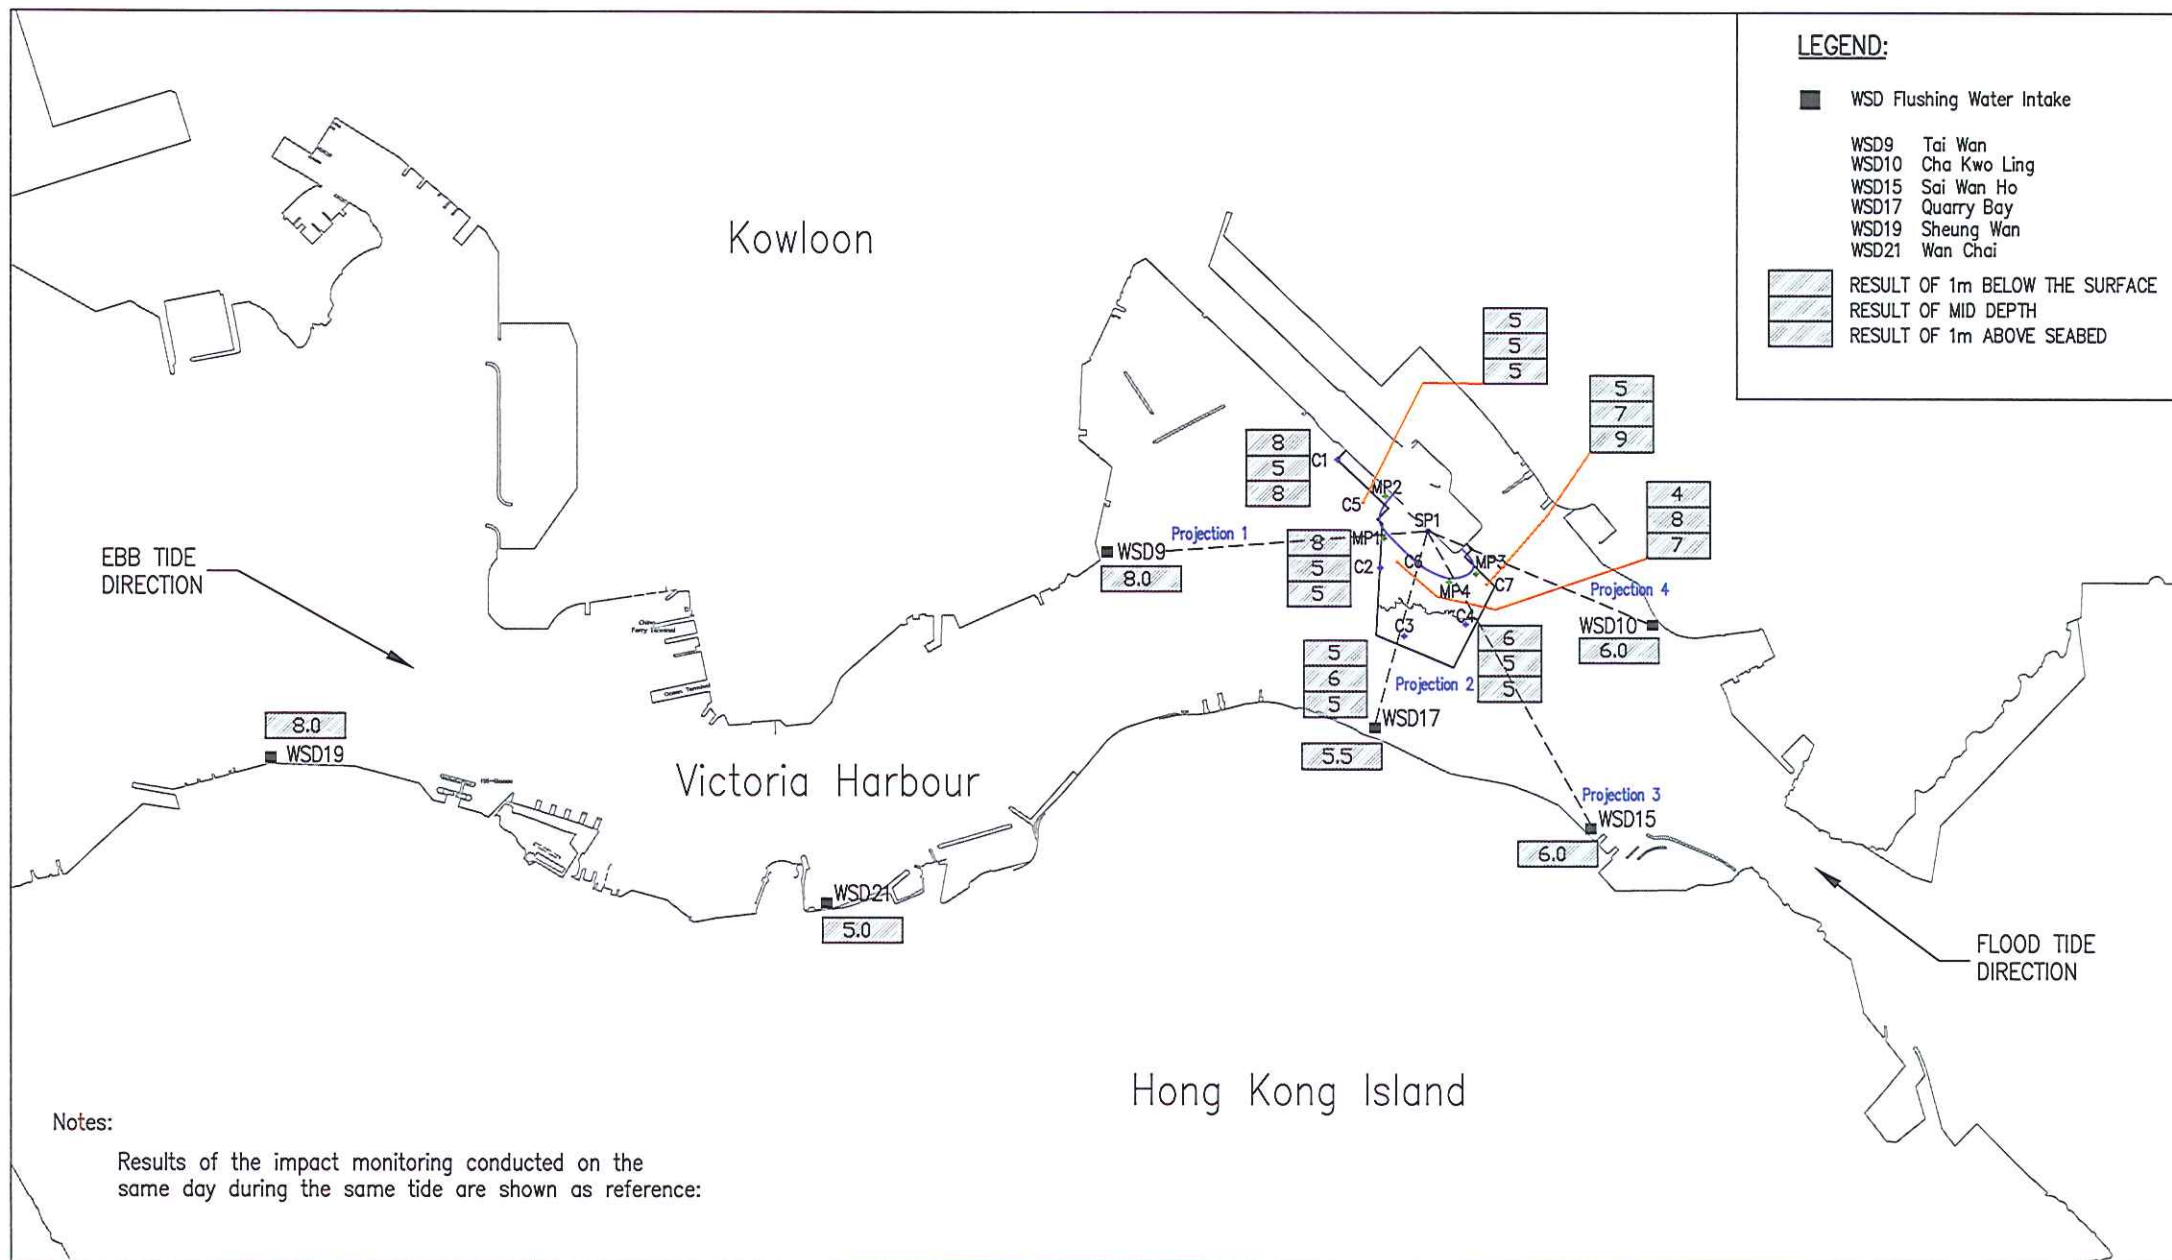 LEGEND:
WSD Flushing Water Intake
WSD9 Tai Wan
WSD10 Cha Kwo Ling
WSD15 Sai Wan Ho
WSD17 Quarry Bay
WSD19 Sheung Wan
WSD21 Wan Chai
RESULT OF 1m BELOW THE SURFACE
RESULT OF MID DEPTH
RESULT OF 1m ABOVE SEABED
Kowloon
5
5
5
5
7
9
8
5
8
C1
MP2
C5
4
8
7
SP1
Projection 1
MP1
8
5
5
WSD9
8.0
C2
C6
MP3
C7
MP4
Projection 4
EBB TIDE
DIRECTION
C3
C4
WSD10
6.0
China
Ferry Terminal
Ocean Terminal
5
6
5
6
5
5
Projection 2
WSD17
5.5
8.0
WSD19
Victoria Harbour
Projection 3
WSD15
6.0
WSD21
5.0
FLOOD TIDE
DIRECTION
Hong Kong Island
Notes:
Results of the impact monitoring conducted on the
same day during the same tide are shown as reference: